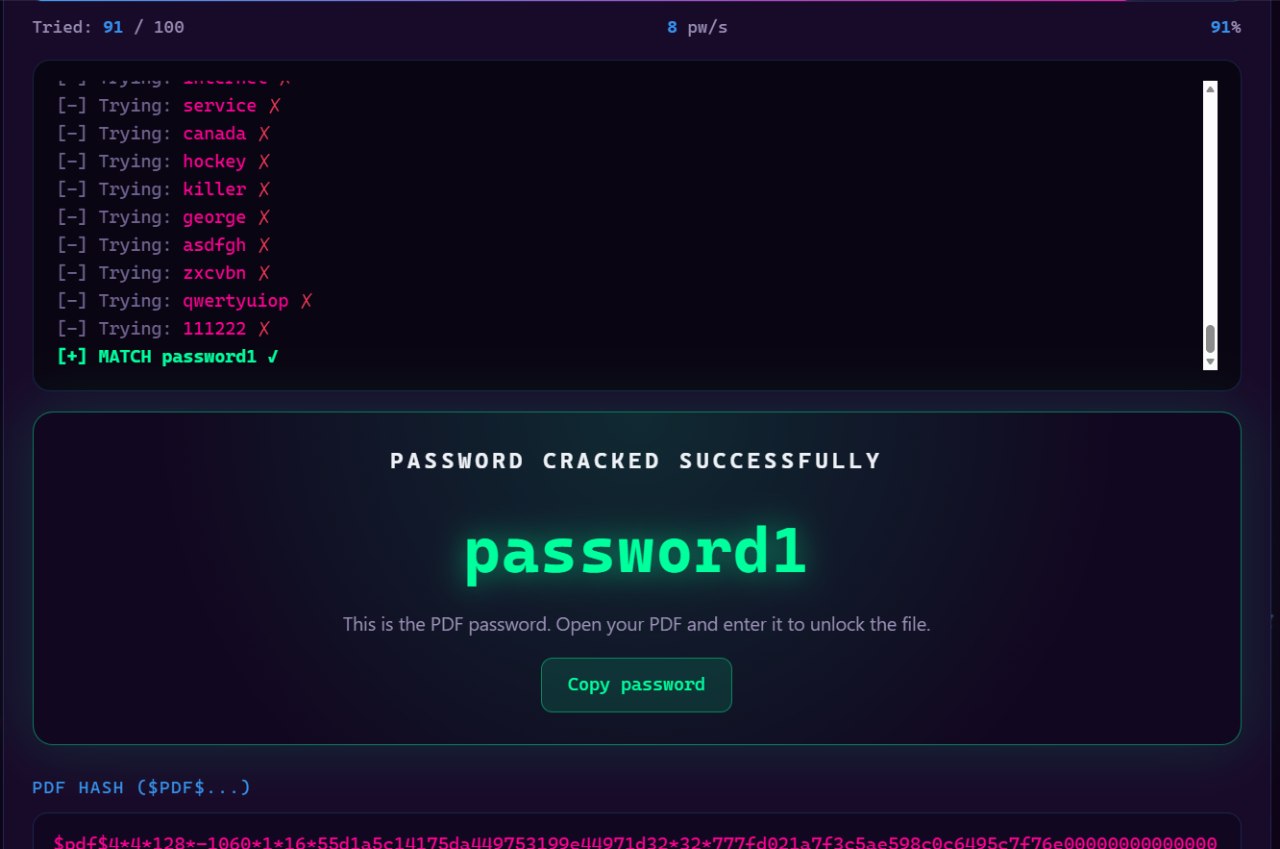 Tried: 91 / 100 8 pw/s 91%
[-] Trying: internet ✗
[-] Trying: service ✗
[-] Trying: canada ✗
[-] Trying: hockey ✗
[-] Trying: killer ✗
[-] Trying: george ✗
[-] Trying: asdfgh ✗
[-] Trying: zxcvbn ✗
[-] Trying: qwertyuiop ✗
[-] Trying: 111222 ✗
[+] MATCH password1 ✓
PASSWORD CRACKED SUCCESSFULLY
password1
This is the PDF password. Open your PDF and enter it to unlock the file.
Copy password
PDF HASH ($PDF$...)
$pdf$4*4*128*-1060*1*16*55d1a5c14175da449753199e44971d32*32*777fd021a7f3c5ae598c0c6495c7f76e00000000000000